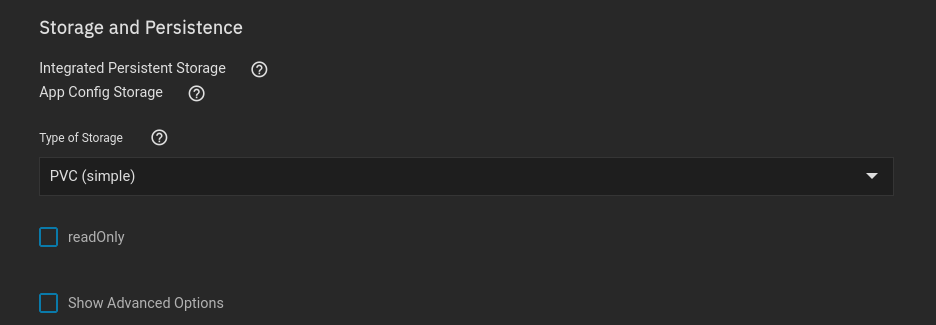 Storage and Persistence
Integrated Persistent Storage
App Config Storage
Type of Storage
PVC (simple)
readOnly
Show Advanced Options